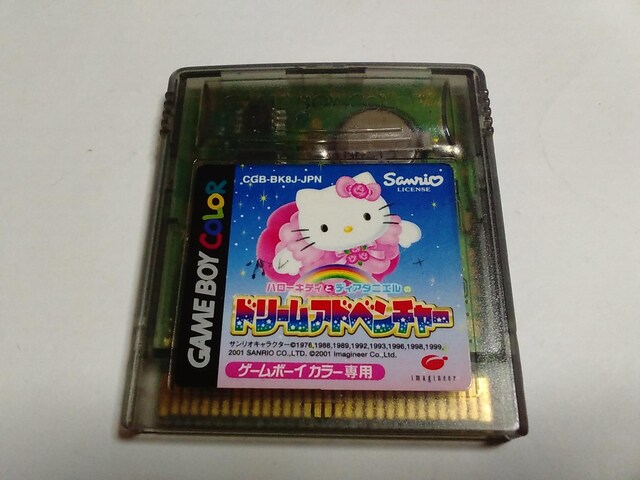 CGB-BK8J-JPN
Sanrio
LICENSE
GAME BOY COLOR
ハローキティとディアダニエルの
ドリームアドベンチャー
サンリオキャラクター©1976,1988,1989,1992,1993,1996,1998,1999,
2001 SANRIO CO.,LTD. ©2001 imagineer Co.,Ltd.
ゲームボーイカラー専用
imagineer